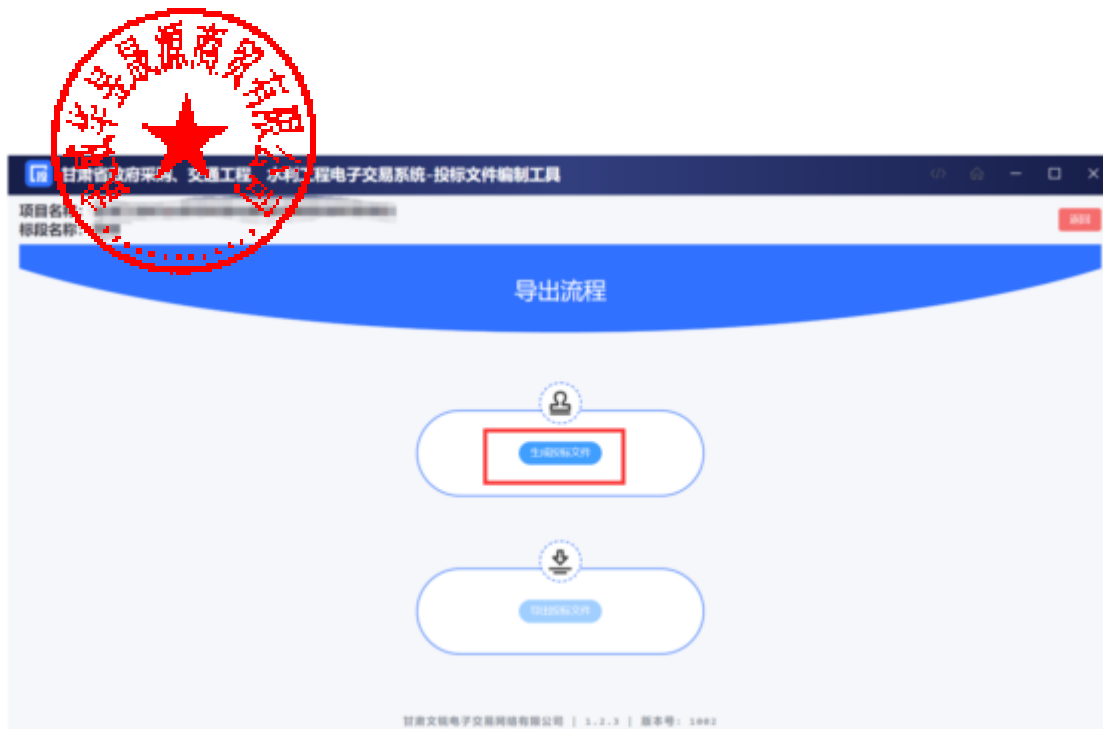 甘肃省政府采购、交通工程、水利工程电子交易系统-投标文件编制工具
项目名称：
标段名称：
返回
导出流程
生成投标文件
导出投标文件
甘肃文锐电子交易网络有限公司 | 1.2.3 | 版本号: 1002